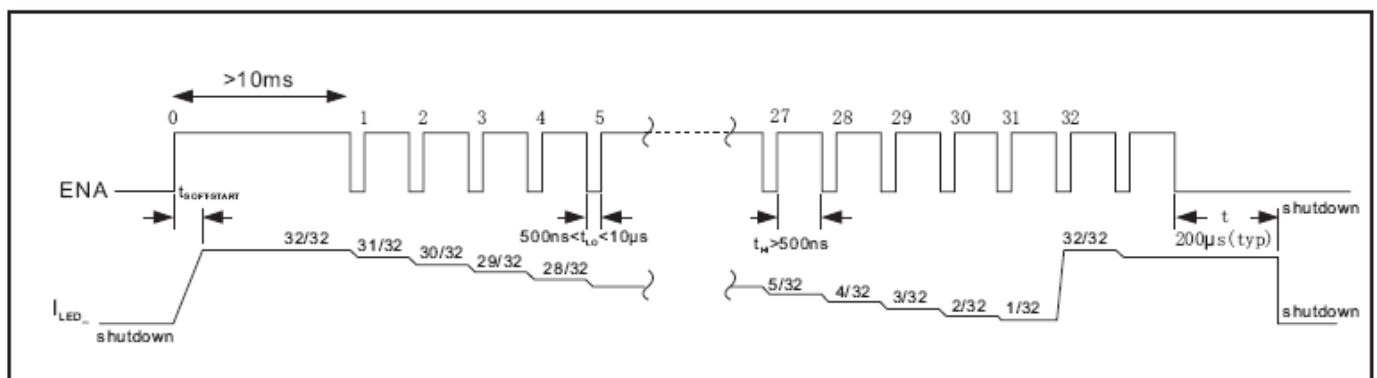 >10ms
0 1 2 3 4 5 27 28 29 30 31 32
ENA
tSOFTSTART
500ns<tLO<10µs
tHI>500ns
t
200µs(typ)
shutdown
32/32 31/32 30/32 29/32 28/32 5/32 4/32 3/32 2/32 1/32 32/32
ILED_
shutdown
shutdown